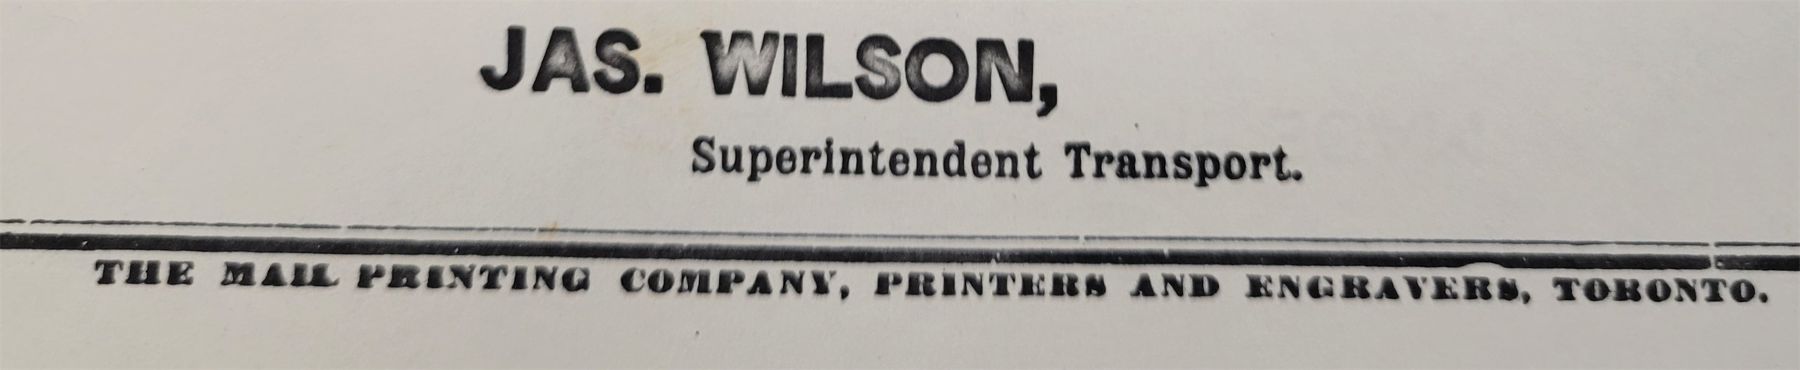 JAS. WILSON,
Superintendent Transport.
THE MAIL PRINTING COMPANY, PRINTERS AND ENGRAVERS, TORONTO.